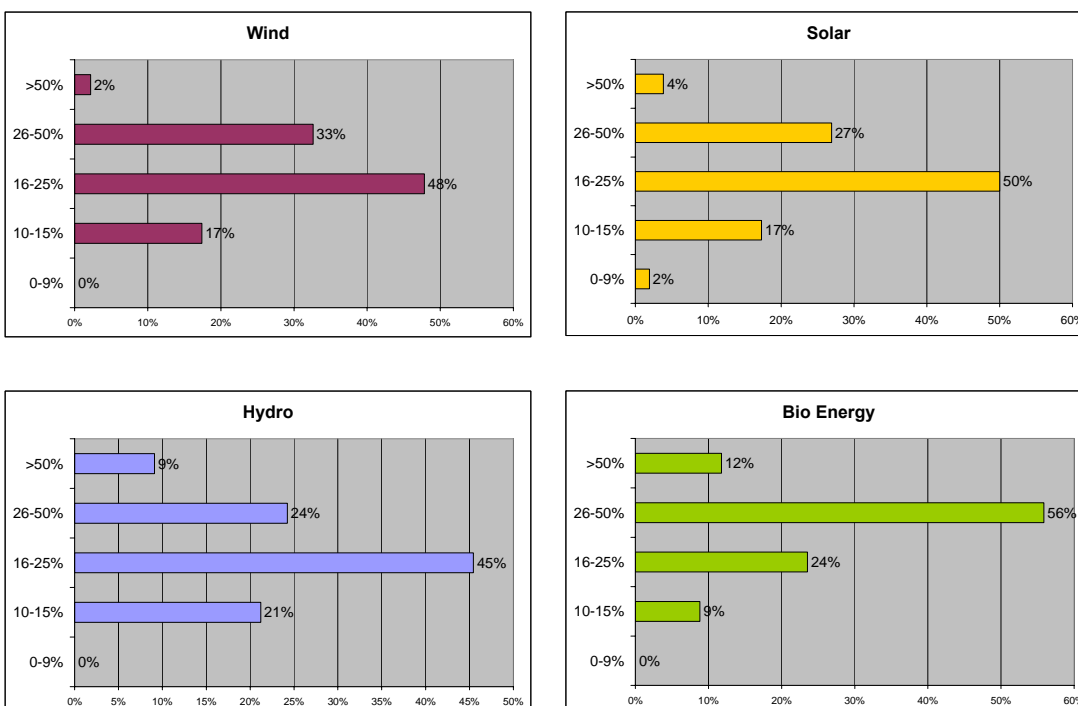 Wind
>50% 2%
26-50% 33%
16-25% 48%
10-15% 17%
0-9% 0%
0% 10% 20% 30% 40% 50% 60%
Solar
>50% 4%
26-50% 27%
16-25% 50%
10-15% 17%
0-9% 2%
0% 10% 20% 30% 40% 50% 60%
Hydro
>50% 9%
26-50% 24%
16-25% 45%
10-15% 21%
0-9% 0%
0% 5% 10% 15% 20% 25% 30% 35% 40% 45% 50%
Bio Energy
>50% 12%
26-50% 56%
16-25% 24%
10-15% 9%
0-9% 0%
0% 10% 20% 30% 40% 50% 60%